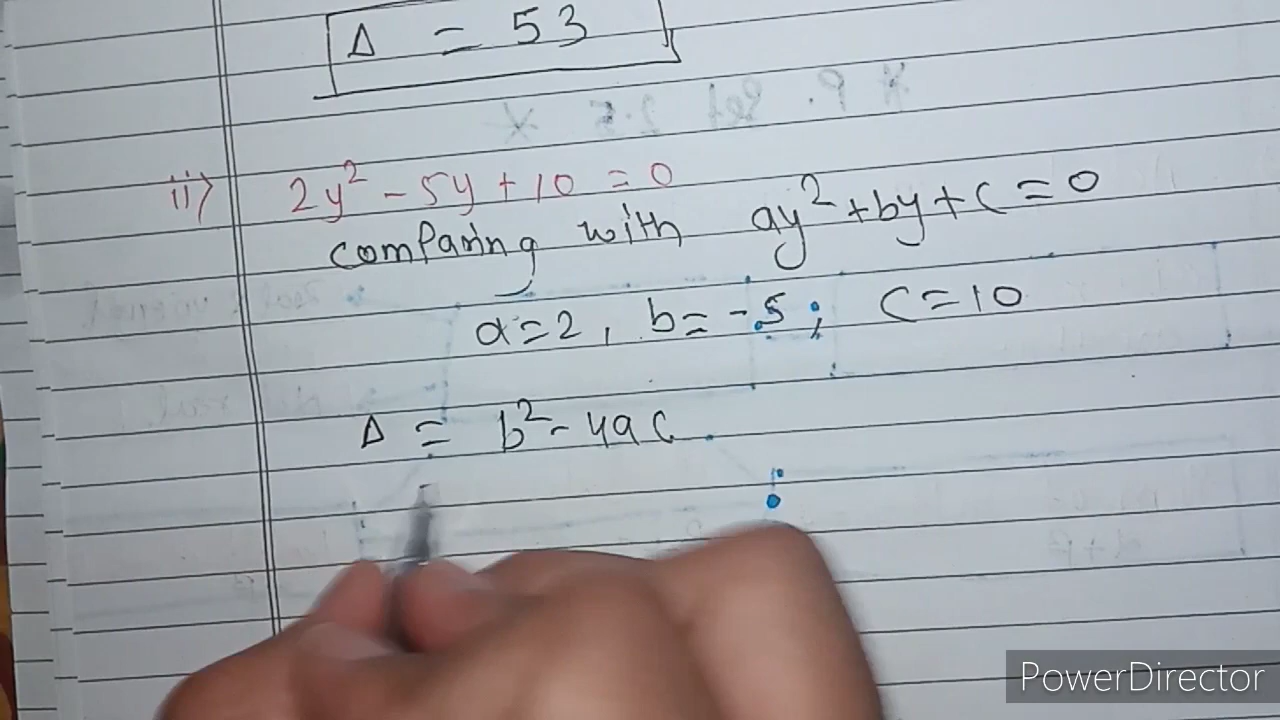 Δ = 53
ii) 2y² - 5y + 10 = 0
comparing with ay² + by + c = 0
a = 2, b = -5; c = 10
Δ = b² - 4ac
PowerDirector